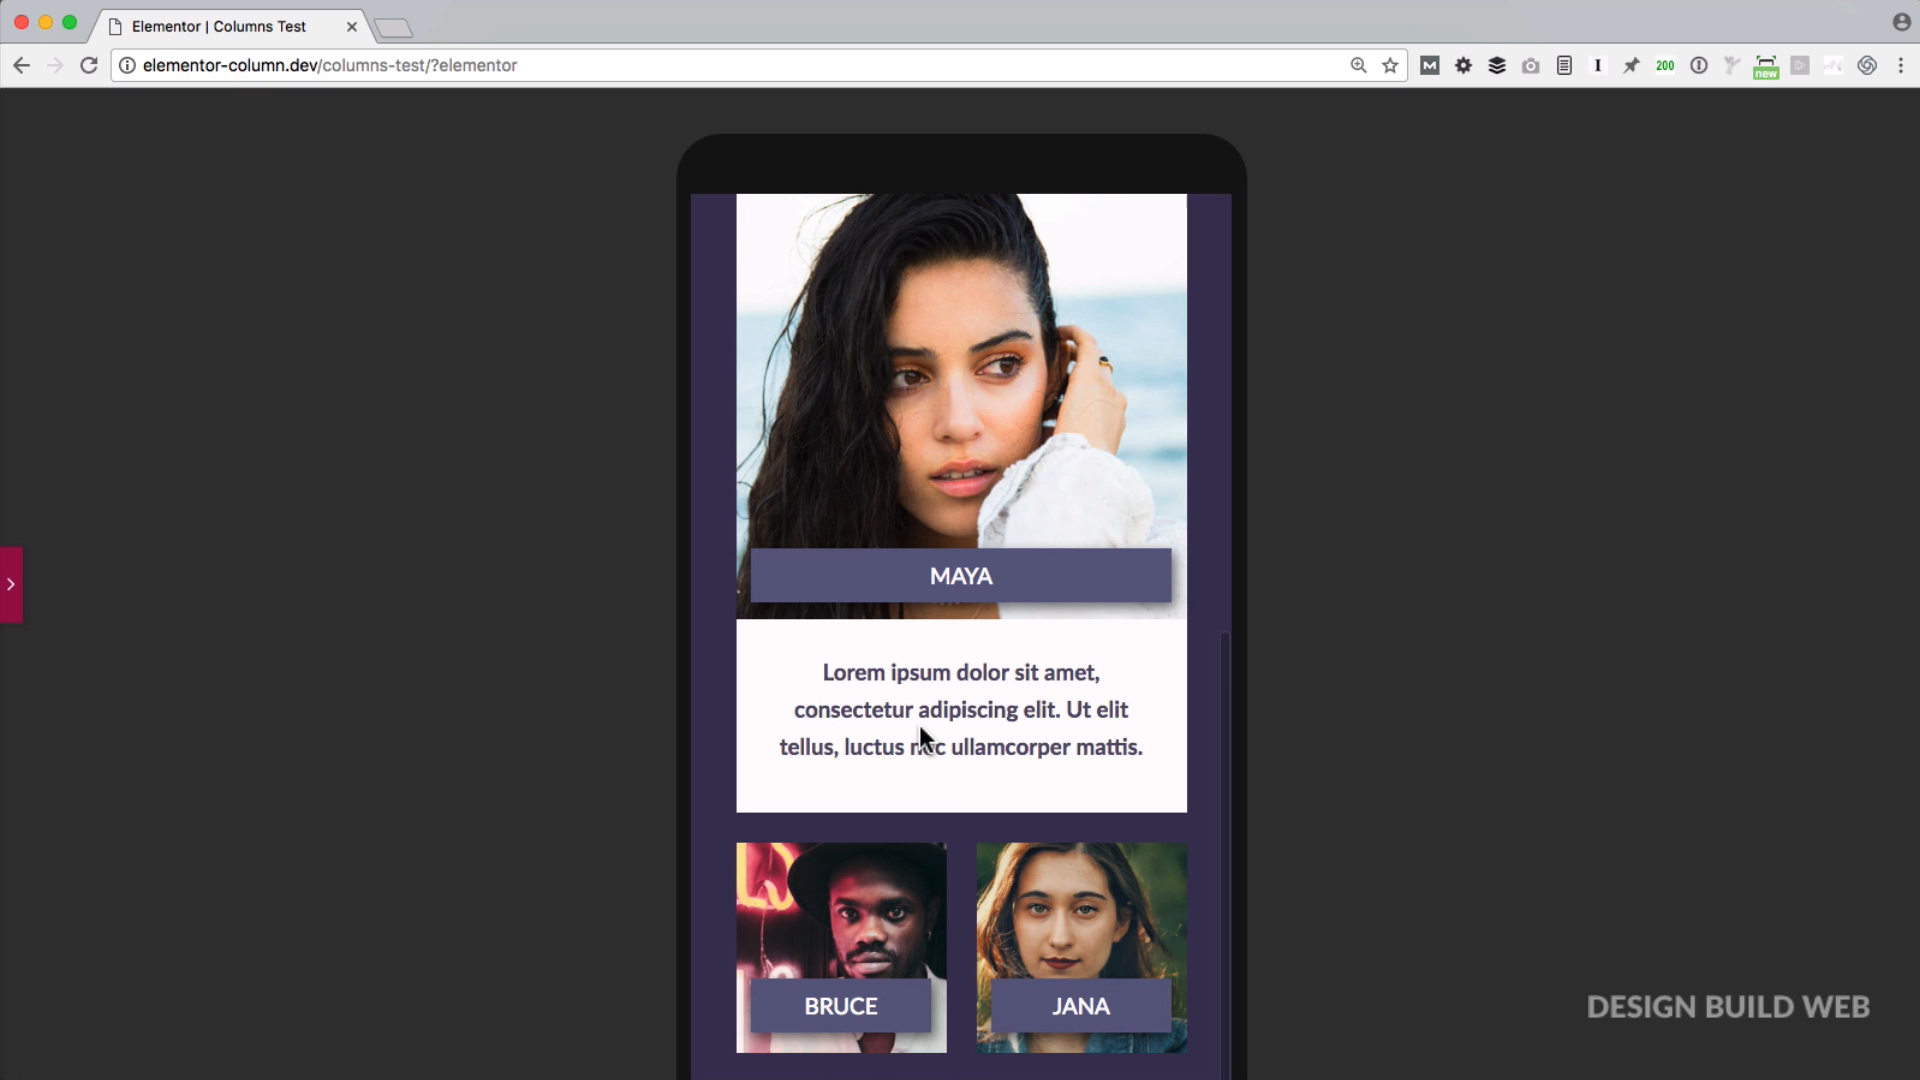 Elementor | Columns Test
elementor-column.dev/columns-test/?elementor
200
new
MAYA
Lorem ipsum dolor sit amet,
consectetur adipiscing elit. Ut elit
tellus, luctus nec ullamcorper mattis.
BRUCE
JANA
DESIGN BUILD WEB